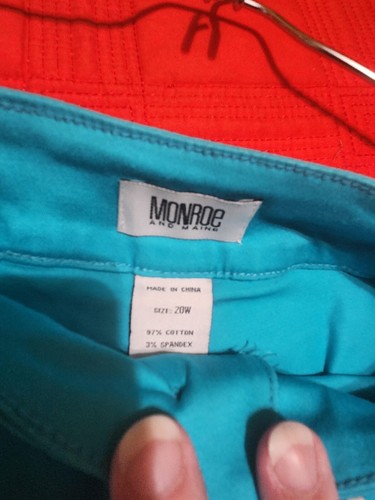 MONROE
AND MAIN
MADE IN CHINA
SIZE: 20W
97% COTTON
3% SPANDEX